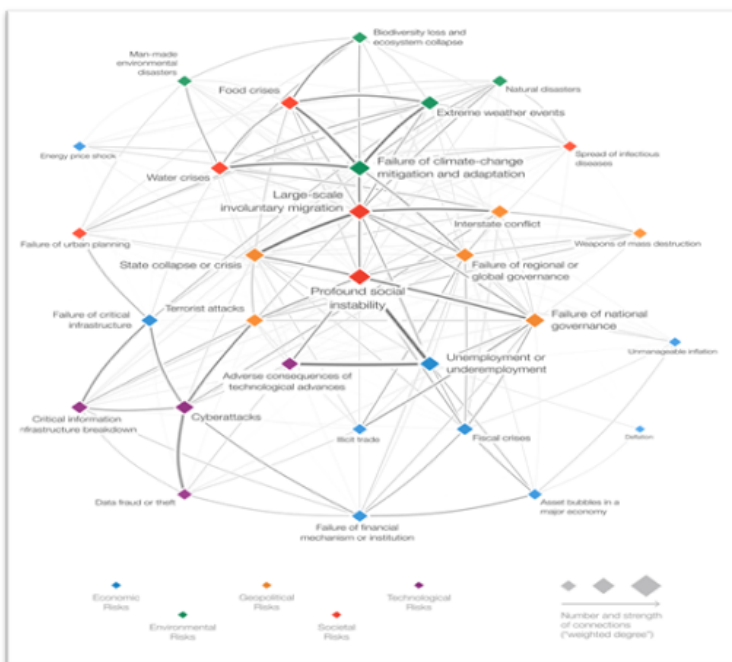 Biodiversity loss and
ecosystem collapse
Man-made
environmental
disasters
Food crises
Natural disasters
Extreme weather events
Energy price shock
Spread of infectious
diseases
Water crises
Failure of climate-change
mitigation and adaptation
Large-scale
involuntary migration
Interstate conflict
Failure of urban planning
Weapons of mass destruction
State collapse or crisis
Failure of regional or
global governance
Profound social
instability
Failure of critical
infrastructure
Terrorist attacks
Failure of national
governance
Unmanageable inflation
Unemployment or
underemployment
Adverse consequences of
technological advances
Critical information
nfrastructure breakdown
Cyberattacks
Illicit trade
Fiscal crises
Deflation
Data fraud or theft
Asset bubbles in a
major economy
Failure of financial
mechanism or institution
Economic
Risks
Geopolitical
Risks
Technological
Risks
Environmental
Risks
Societal
Risks
Number and strength
of connections
("weighted degree")